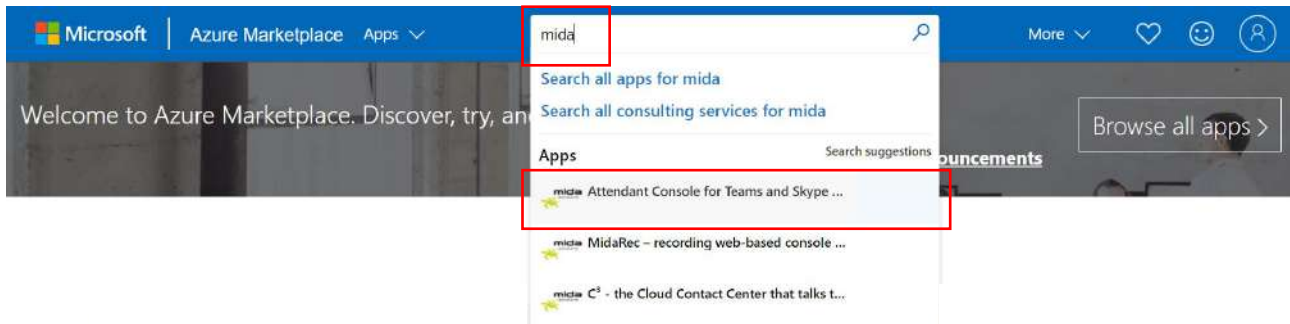 Microsoft Azure Marketplace Apps mida More
Search all apps for mida
Search all consulting services for mida
Welcome to Azure Marketplace. Discover, try, an
Browse all apps >
Apps Search suggestions
ouncements
mida Attendant Console for Teams and Skype ...
mida MidaRec – recording web-based console ...
mida C³ - the Cloud Contact Center that talks t...